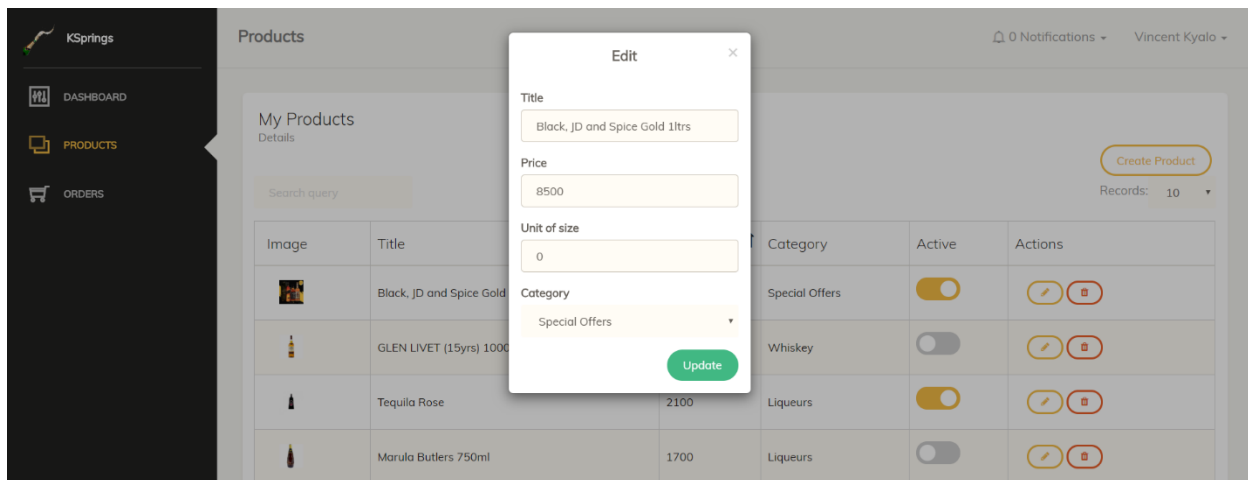 KSprings
DASHBOARD
PRODUCTS
ORDERS
Products
0 Notifications
Vincent Kyalo
My Products
Details
Create Product
Search query
Records: 10
Image Title Category Active Actions
Black, JD and Spice Gold Special Offers
GLEN LIVET (15yrs) 1000 Whiskey
Tequila Rose 2100 Liqueurs
Marula Butlers 750ml 1700 Liqueurs
Edit
×
Title
Black, JD and Spice Gold 1ltrs
Price
8500
Unit of size
0
Category
Special Offers
Update